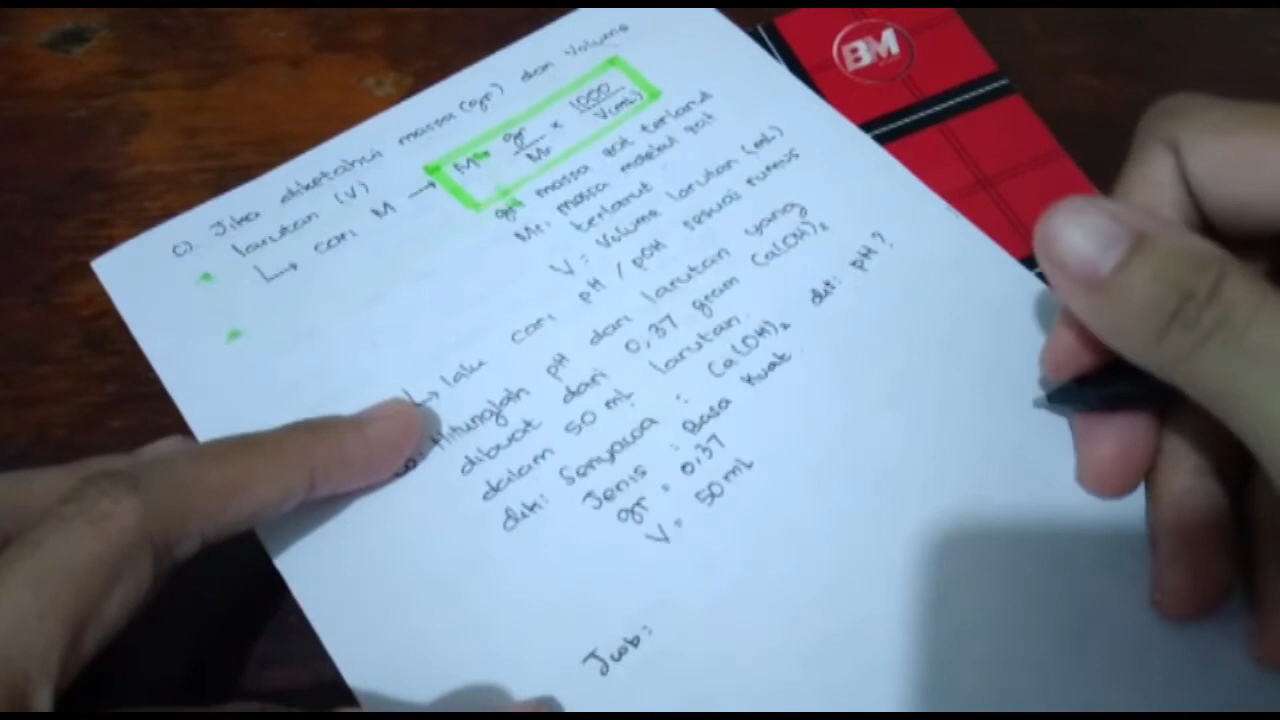 c). Jika diketahui massa (gr) dan Volume
larutan (V)
↳ cari M → M = gr/Mr × 1000/V(mL)
gr: massa zat terlarut
Mr: massa molekul zat
terlarut
V: Volume larutan (mL)
↳ lalu cari pH / pOH sesuai rumus
Hitunglah pH dari larutan yang
dibuat dari 0,37 gram Ca(OH)₂
dalam 50 mL larutan.
dik: Senyawa : Ca(OH)₂ dit: pH?
Jenis : Basa Kuat.
gr = 0,37
V = 50 mL
Jwb:
BM